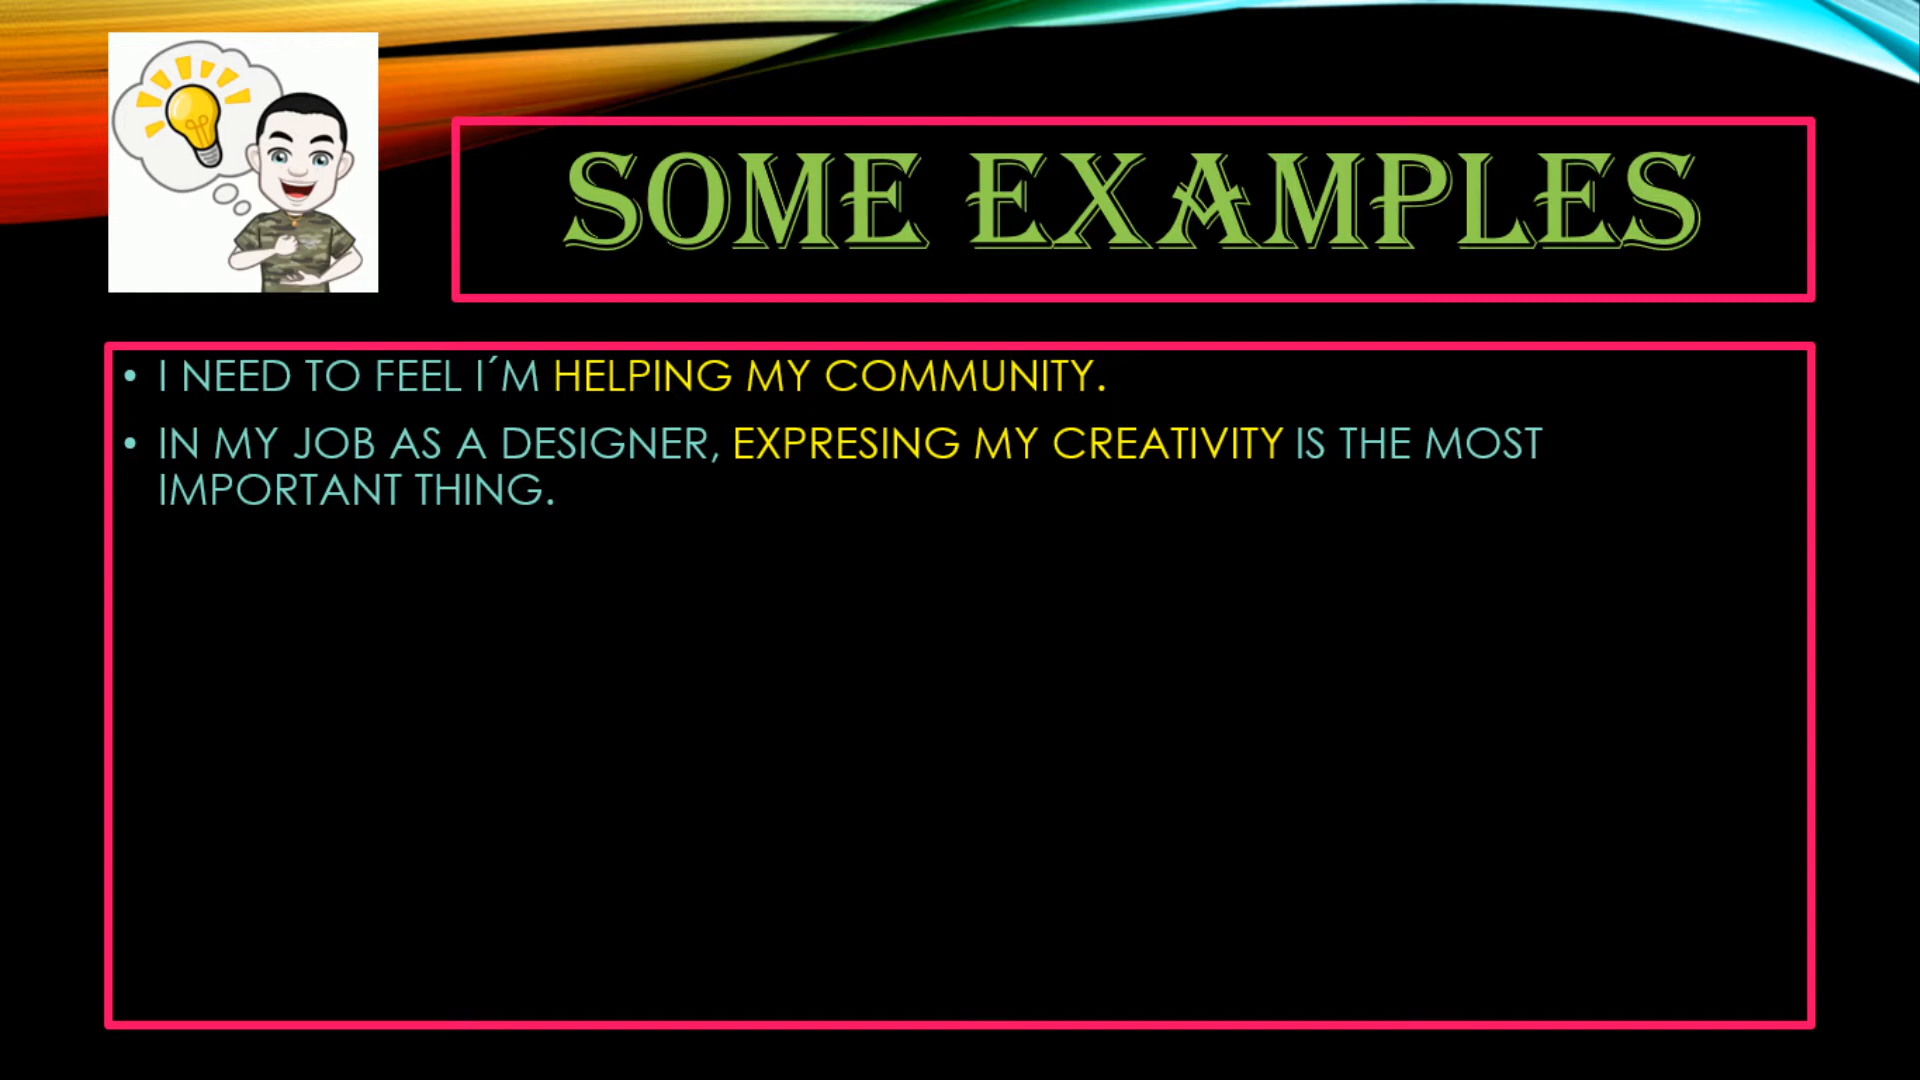 SOME EXAMPLES
• I NEED TO FEEL I´M HELPING MY COMMUNITY.
• IN MY JOB AS A DESIGNER, EXPRESING MY CREATIVITY IS THE MOST
IMPORTANT THING.